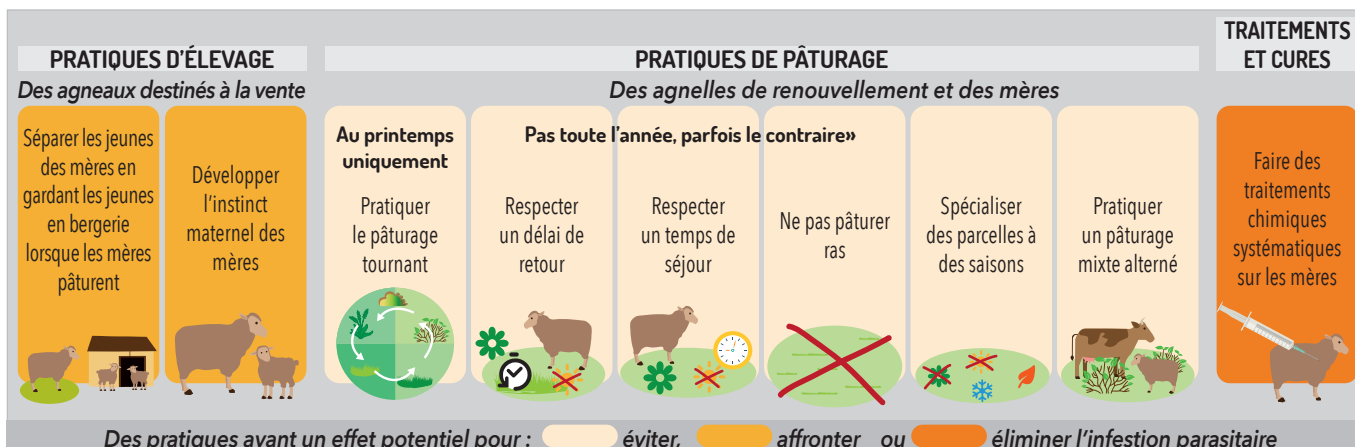 PRATIQUES D'ÉLEVAGE
Des agneaux destinés à la vente
Séparer les jeunes
des mères en
gardant les jeunes
en bergerie
lorsque les mères
pâturent
Développer
l'instinct
maternel des
mères
PRATIQUES DE PÂTURAGE
Des agnelles de renouvellement et des mères
Au printemps
uniquement
Pratiquer
le pâturage
tournant
Pas toute l'année, parfois le contraire»
Respecter
un délai de
retour
Respecter
un temps de
séjour
Ne pas pâturer
ras
Spécialiser
des parcelles à
des saisons
Pratiquer
un pâturage
mixte alterné
TRAITEMENTS
ET CURES
Faire des
traitements
chimiques
systématiques
sur les mères
Des pratiques ayant un effet potentiel pour : éviter, affronter ou éliminer l'infestion parasitaire